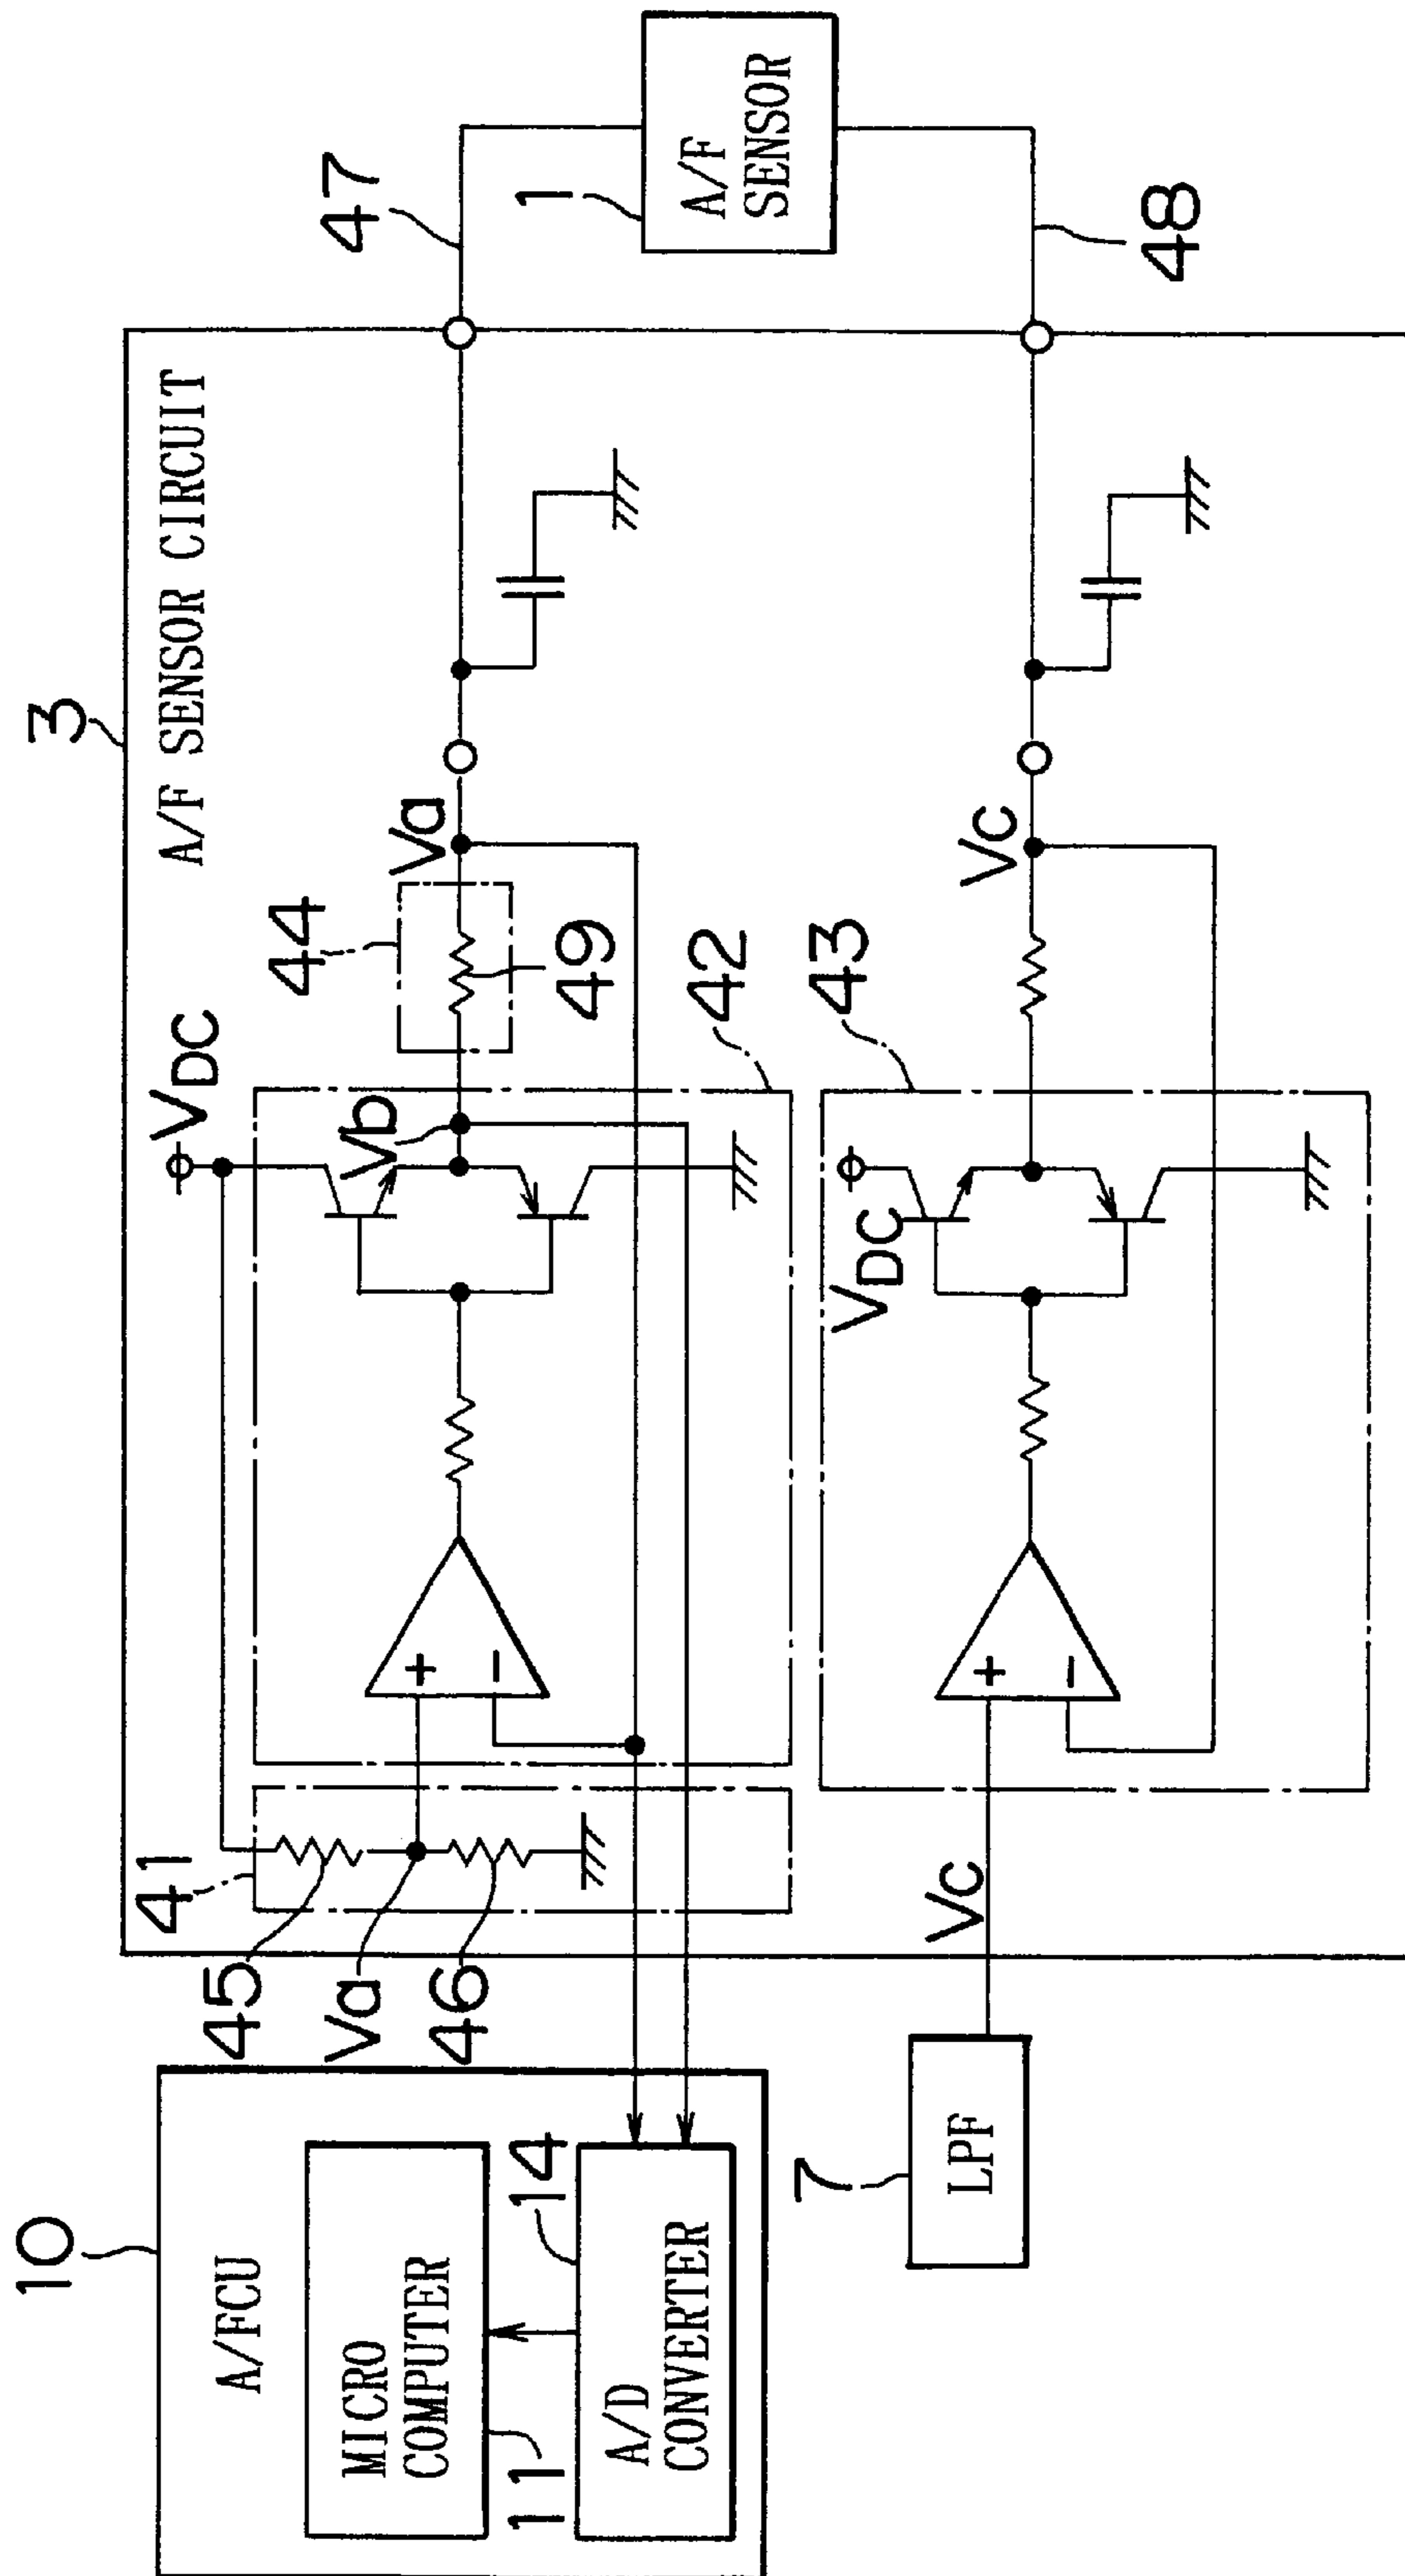 10
A/FCU
MICRO
COMPUTER
11
14
A/D
CONVERTER
7
LPF
3
A/F SENSOR CIRCUIT
41
45
Va
46
VDC
Vb
44
49
Va
42
+
−
Vc
VDC
43
Vc
+
−
47
1
A/F
SENSOR
48